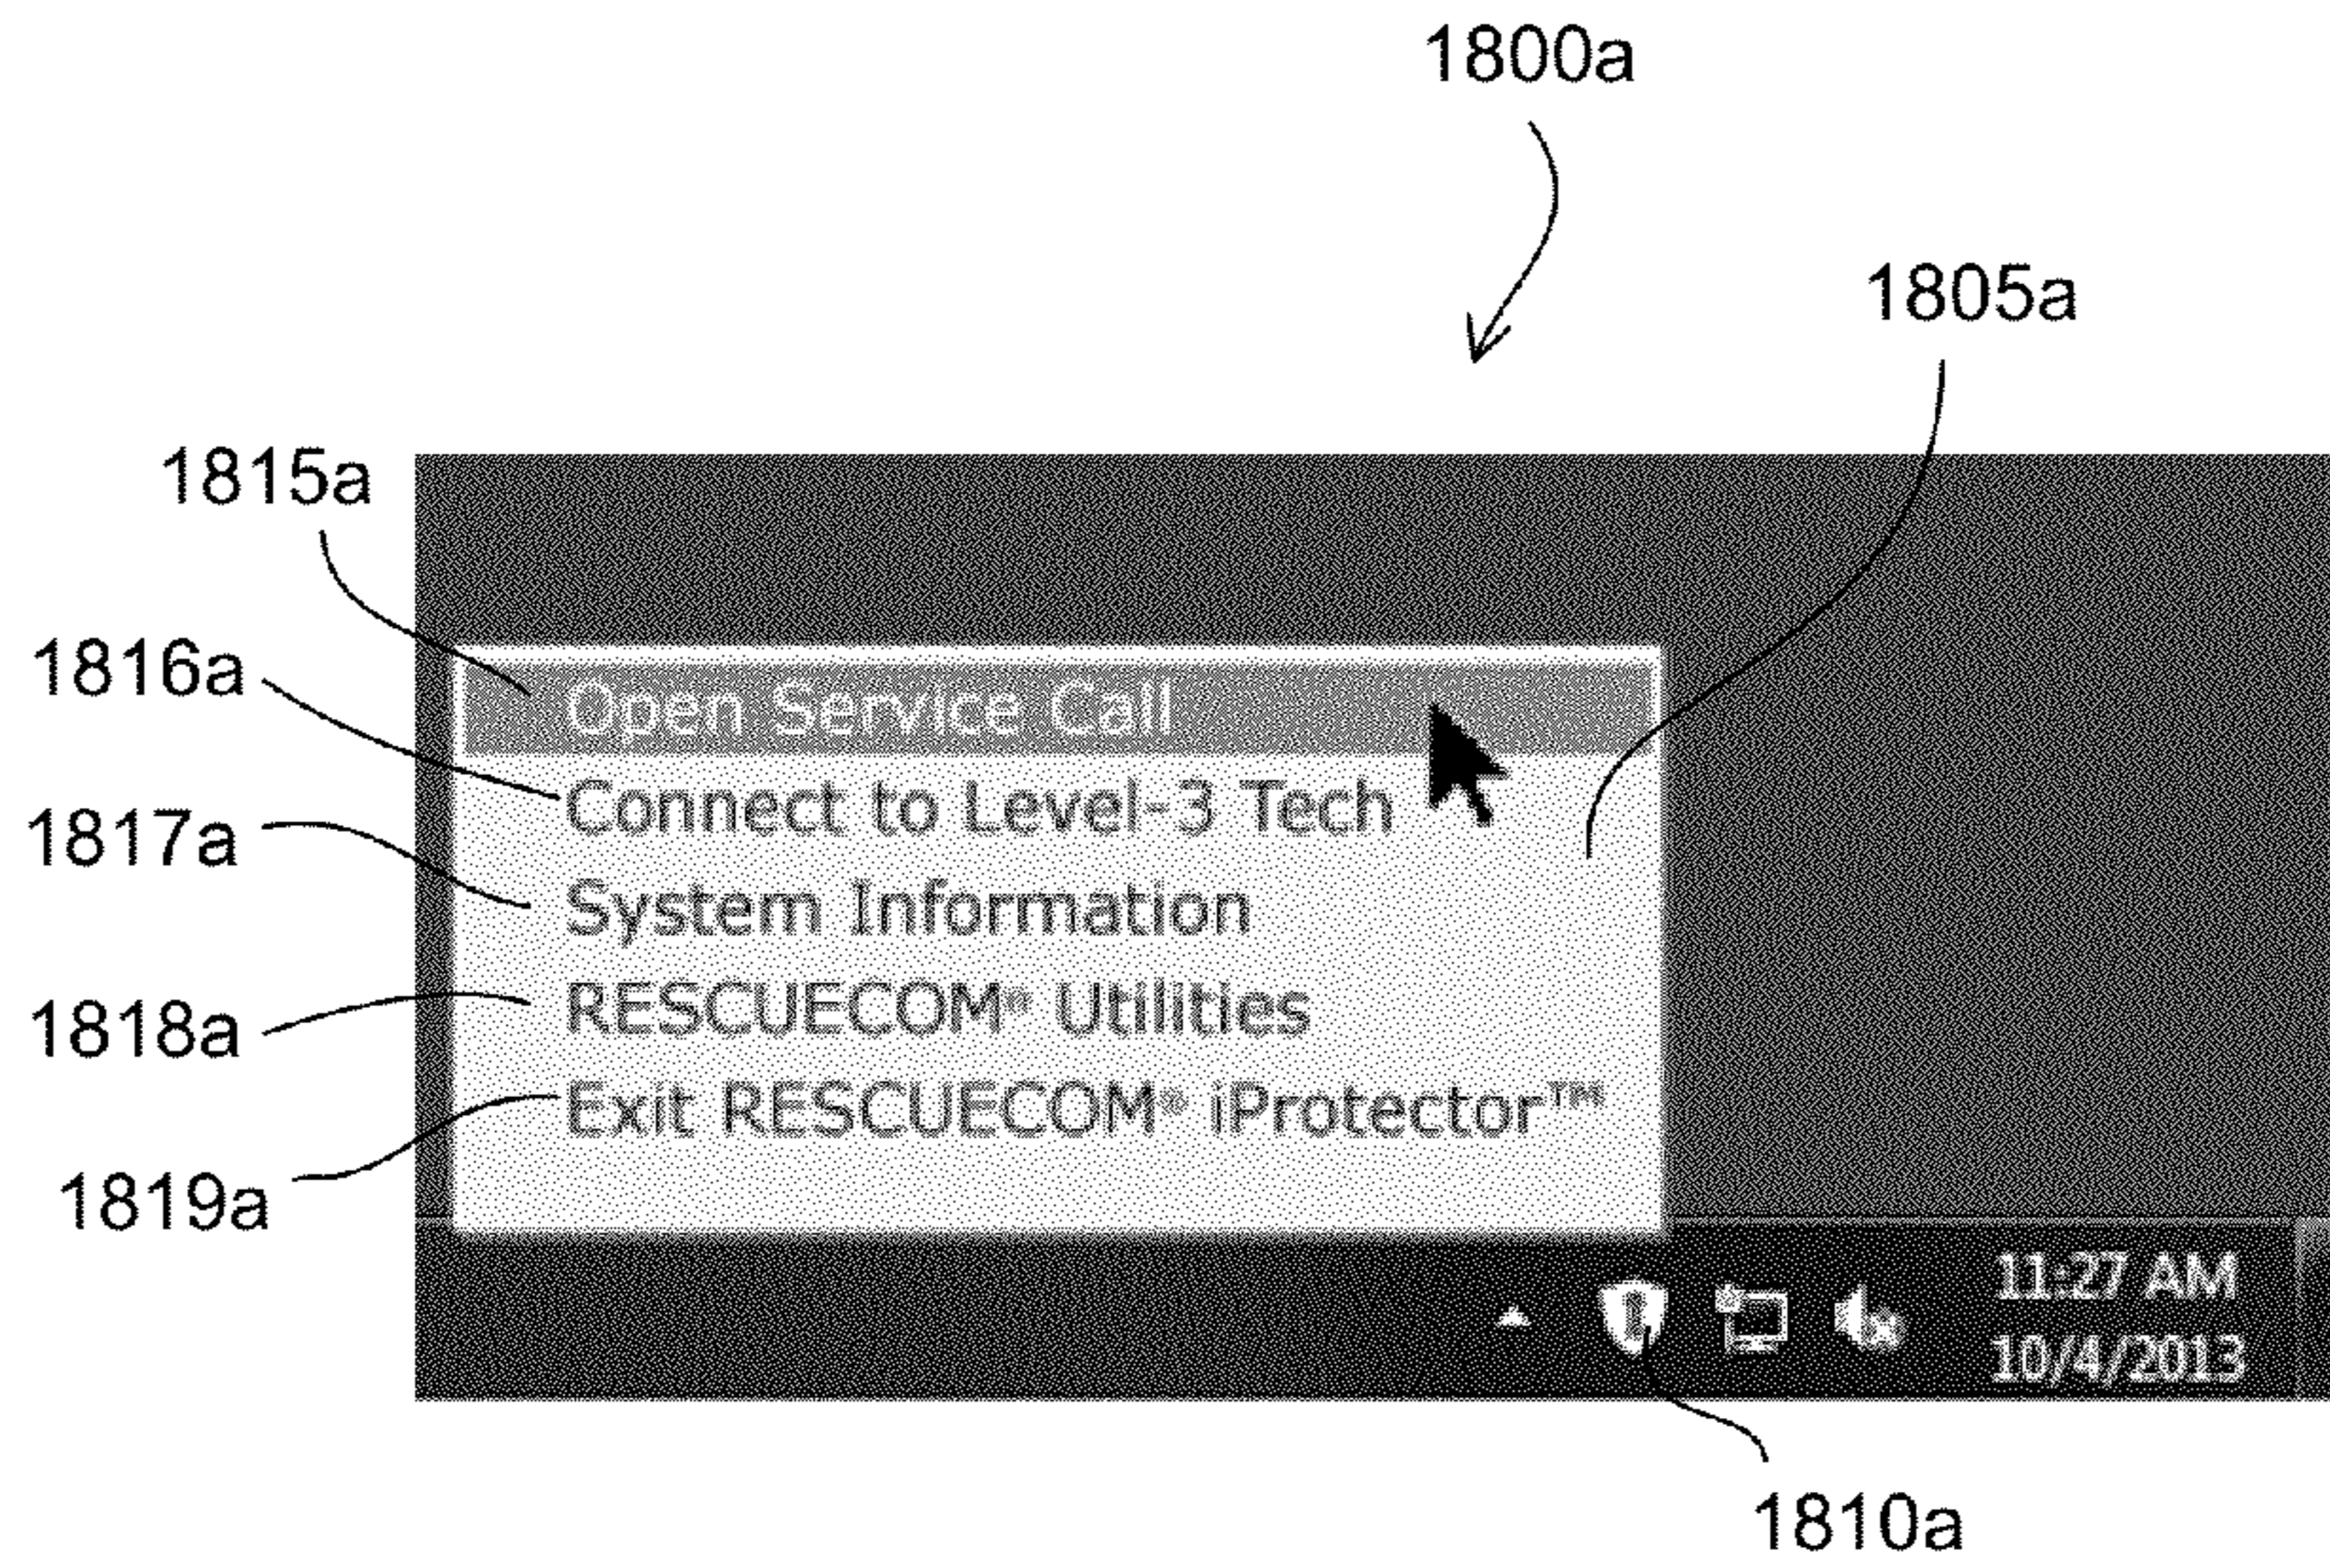 1800a
1805a
1815a
1816a
1817a
1818a
1819a
Open Service Call
Connect to Level-3 Tech
System Information
RESCUECOM® Utilities
Exit RESCUECOM® iProtector™
11:27 AM
10/4/2013
1810a